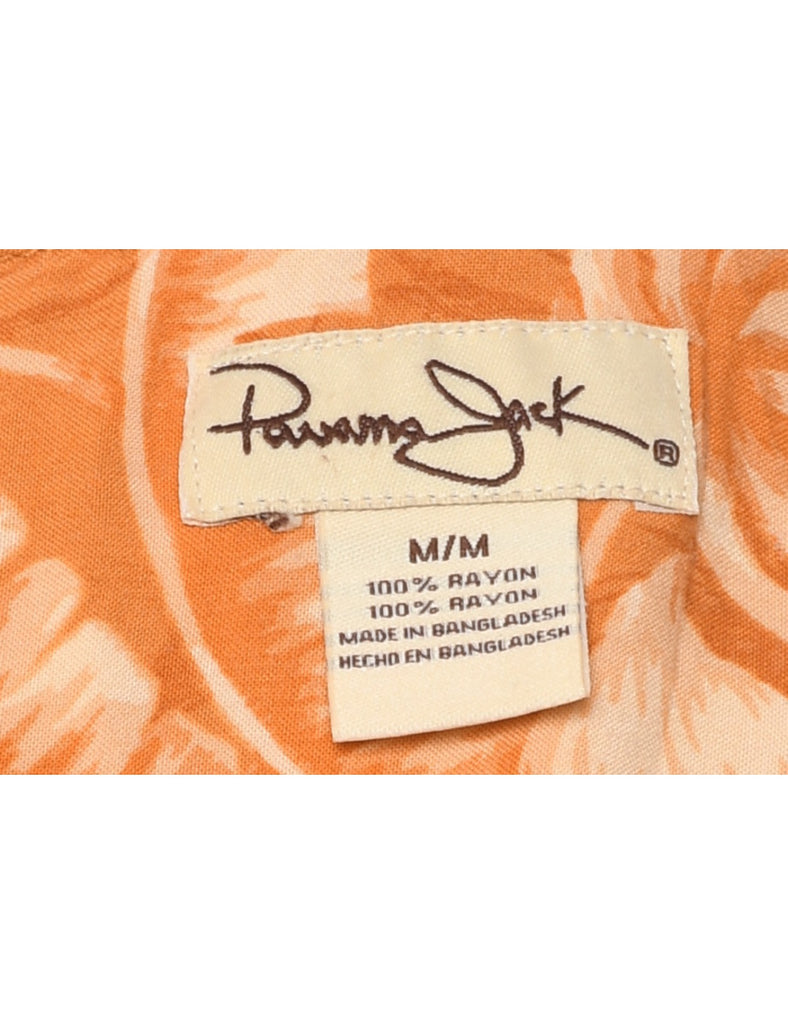 Panama Jack ®
M/M
100% RAYON
100% RAYON
MADE IN BANGLADESH
HECHO EN BANGLADESH